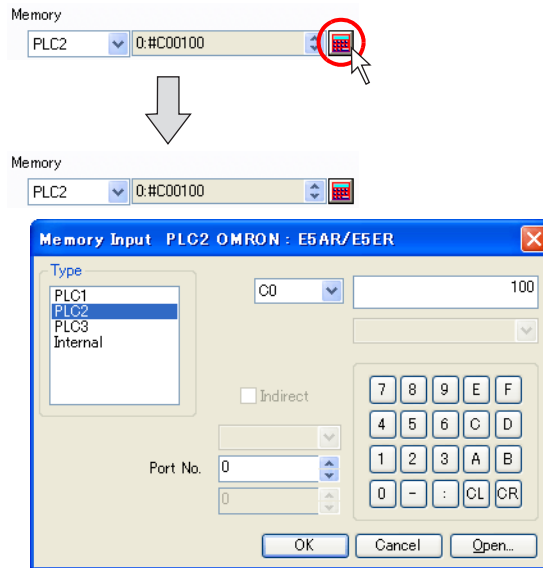 Memory
PLC2 0:#C00100
Memory
PLC2 0:#C00100
Memory Input PLC2 OMRON : E5AR/E5ER
Type
PLC1
PLC2
PLC3
Internal
C0 100
Indirect
Port No. 0
0
7 8 9 E F
4 5 6 C D
1 2 3 A B
0 - : CL CR
OK Cancel Open...